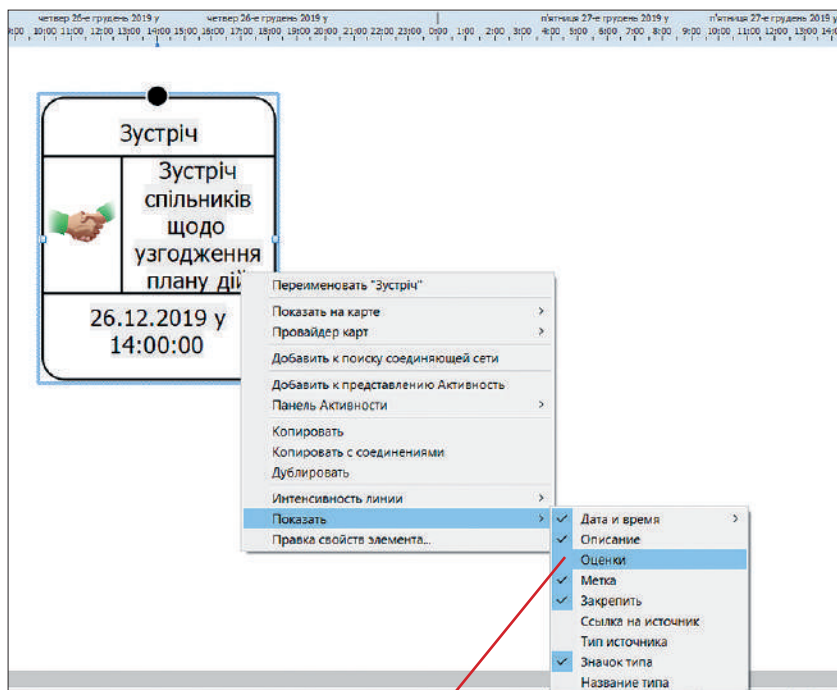 четвер 26-е грудень 2019 у четвер 26-е грудень 2019 у п'ятниця 27-е грудень 2019 у п'ятниця 27-е грудень 2019 у
10:00 11:00 12:00 13:00 14:00 15:00 16:00 17:00 18:00 19:00 20:00 21:00 22:00 23:00 0:00 1:00 2:00 3:00 4:00 5:00 6:00 7:00 8:00 9:00 10:00 11:00 12:00 13:00
Зустріч
Зустріч
спільників
щодо
узгодження
плану дій
26.12.2019 у
14:00:00
Переименовать "Зустріч"
Показать на карте
Провайдер карт
Добавить к поиску соединяющей сети
Добавить к представлению Активность
Панель Активности
Копировать
Копировать с соединениями
Дублировать
Интенсивность линии
Показать
Правка свойств элемента...
Дата и время
Описание
Оценки
Метка
Закрепить
Ссылка на источник
Тип источника
Значок типа
Название типа